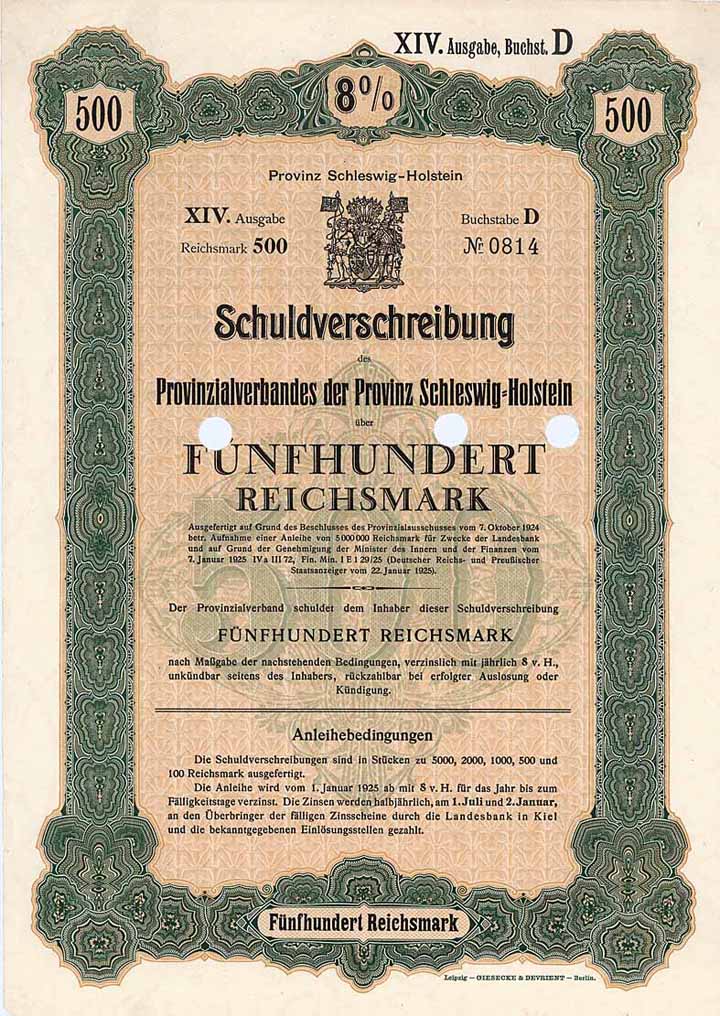 XIV. Ausgabe, Buchst. D
500
8%
500
Provinz Schleswig-Holstein
XIV. Ausgabe
Buchstabe D
Reichsmark 500
№ 0814
Schuldverschreibung
des
Provinzialverbandes der Provinz Schleswig-Holstein
über
FÜNFHUNDERT
REICHSMARK
Ausgefertigt auf Grund des Beschlusses des Provinzialausschusses vom 7. Oktober 1924
betr. Aufnahme einer Anleihe von 5 000 000 Reichsmark für Zwecke der Landesbank
und auf Grund der Genehmigung der Minister des Innern und der Finanzen vom
7. Januar 1925 IV a III 72, Fin. Min. I E 1 29/25 (Deutscher Reichs- und Preußischer
Staatsanzeiger vom 22. Januar 1925).
Der Provinzialverband schuldet dem Inhaber dieser Schuldverschreibung
FÜNFHUNDERT REICHSMARK
nach Maßgabe der nachstehenden Bedingungen, verzinslich mit jährlich 8 v. H.,
unkündbar seitens des Inhabers, rückzahlbar bei erfolgter Auslosung oder
Kündigung.
Anleihebedingungen
Die Schuldverschreibungen sind in Stücken zu 5000, 2000, 1000, 500 und
100 Reichsmark ausgefertigt.
Die Anleihe wird vom 1. Januar 1925 ab mit 8 v. H. für das Jahr bis zum
Fälligkeitstage verzinst. Die Zinsen werden halbjährlich, am 1. Juli und 2. Januar,
an den Überbringer der fälligen Zinsscheine durch die Landesbank in Kiel
und die bekanntgegebenen Einlösungsstellen gezahlt.
Fünfhundert Reichsmark
Leipzig — GIESECKE & DEVRIENT — Berlin.